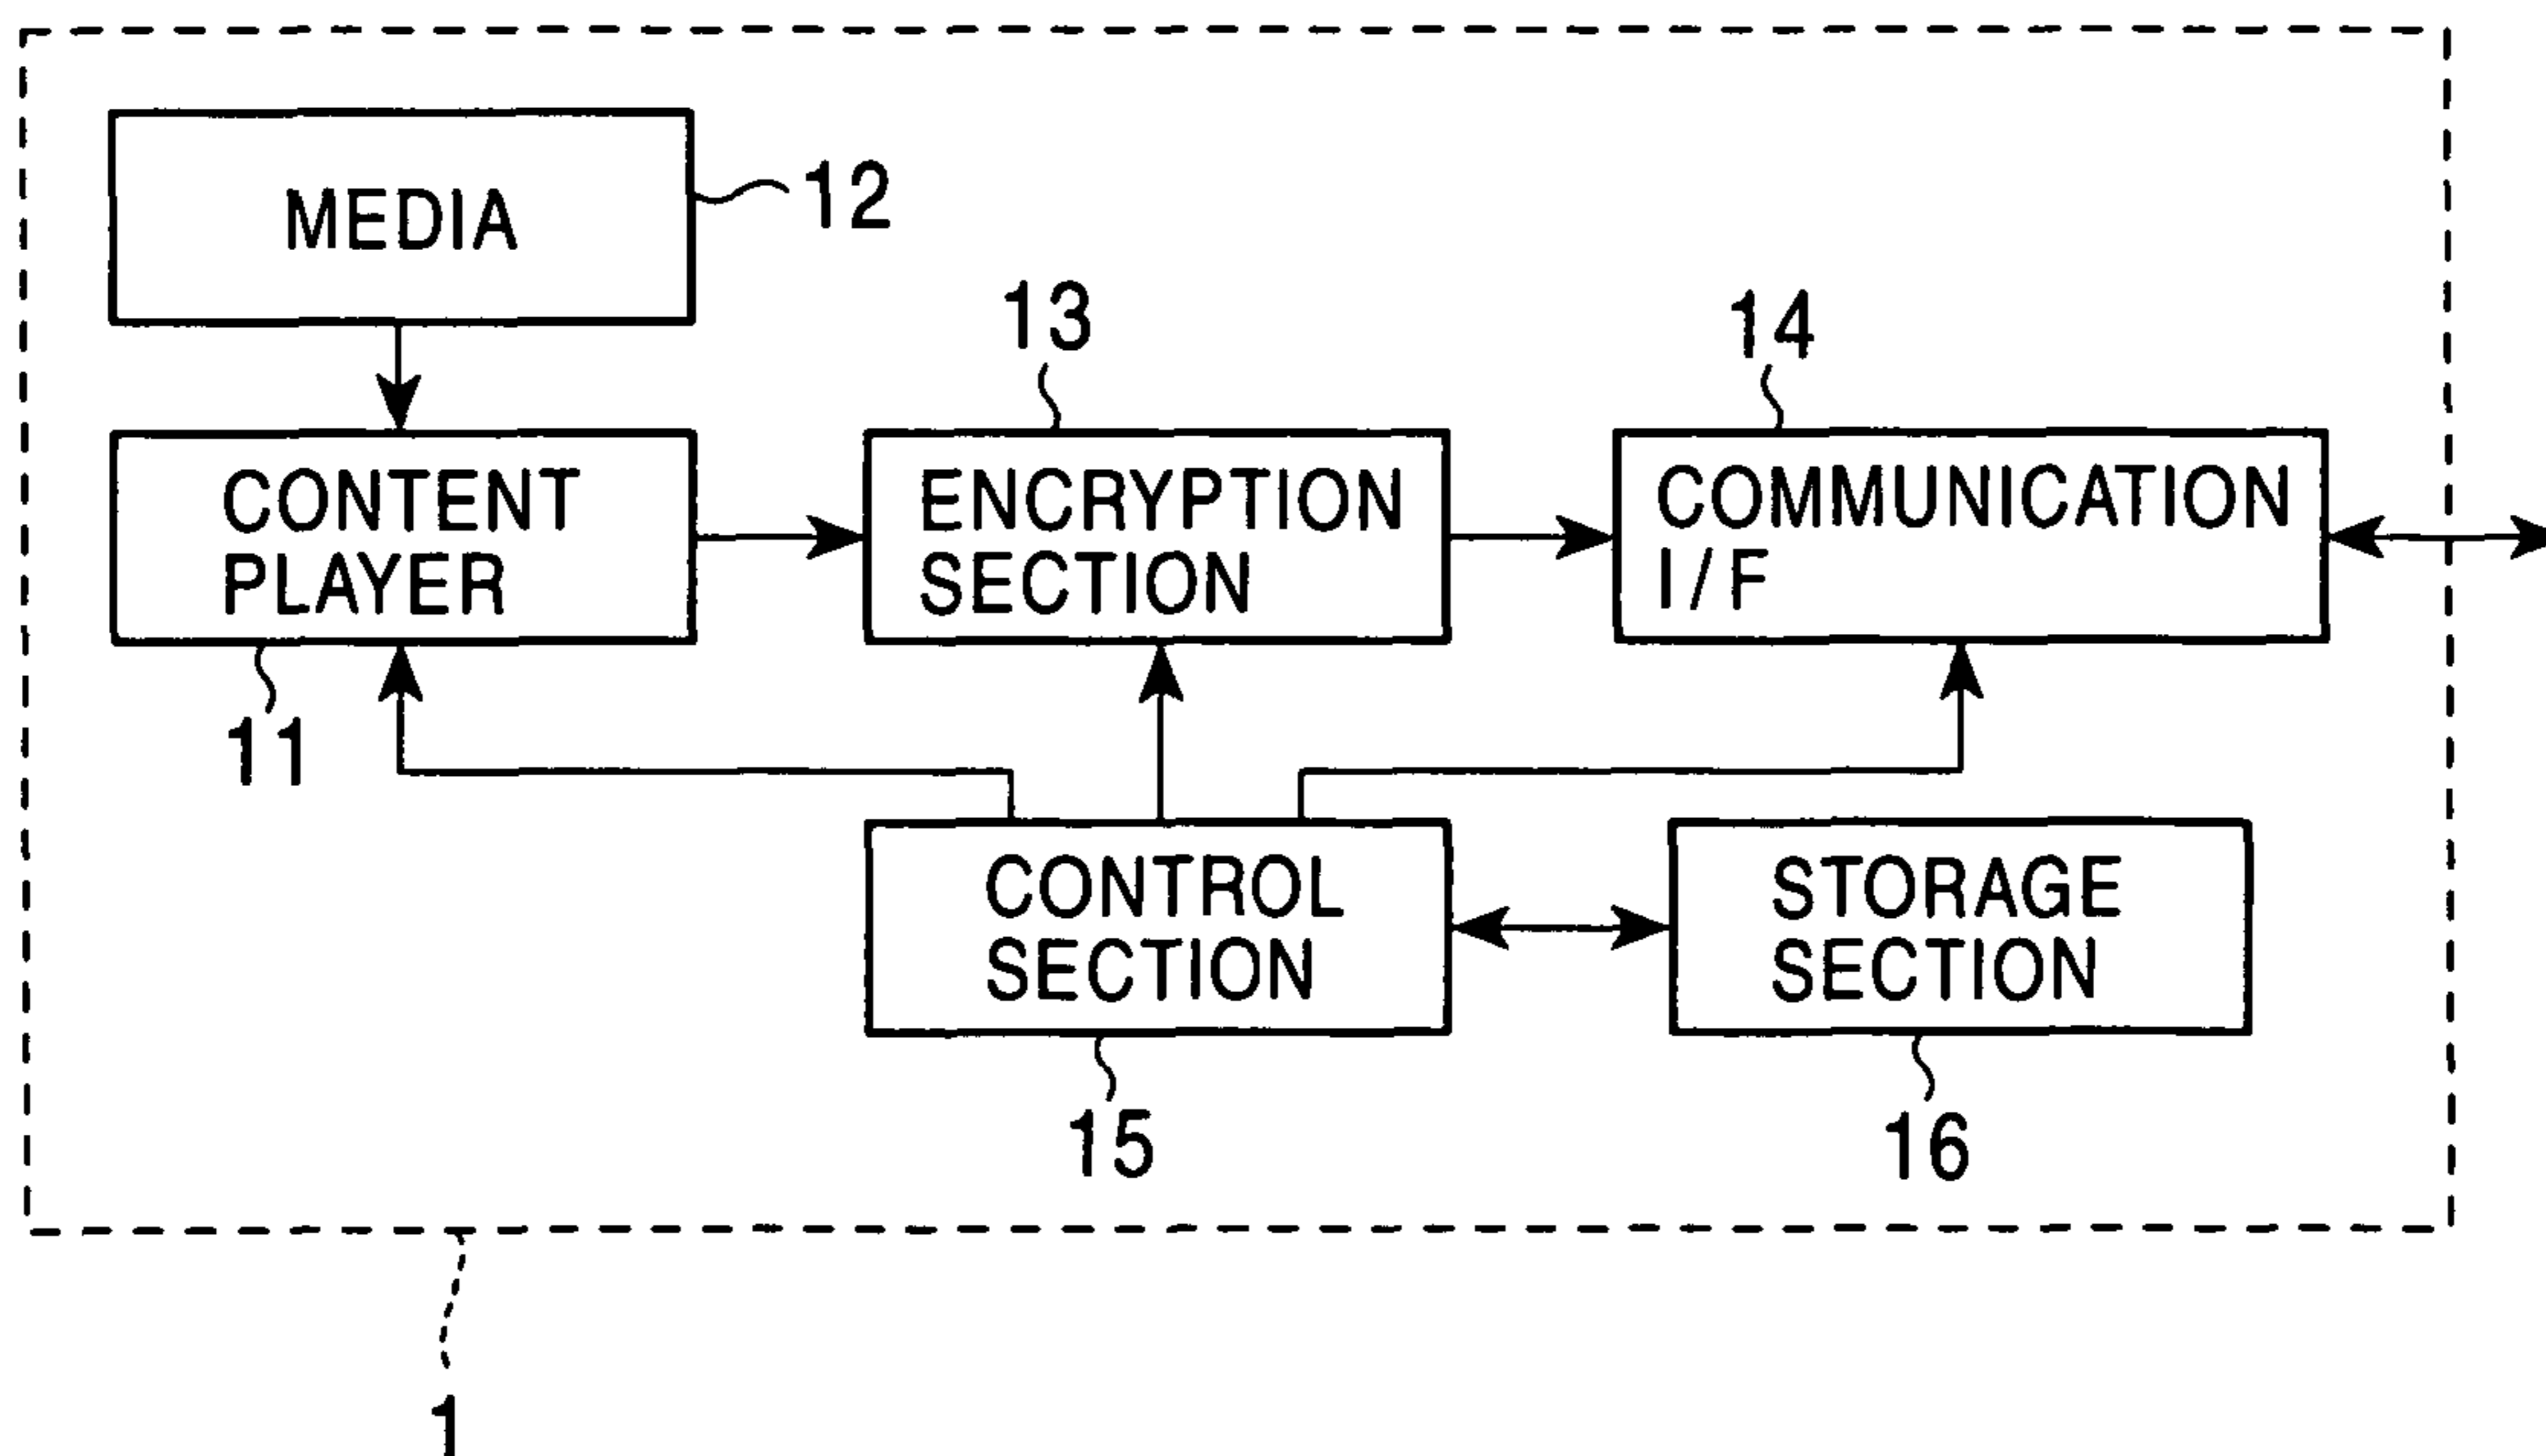 MEDIA
12
13
14
CONTENT
PLAYER
ENCRYPTION
SECTION
COMMUNICATION
I/F
11
CONTROL
SECTION
STORAGE
SECTION
15
16
1